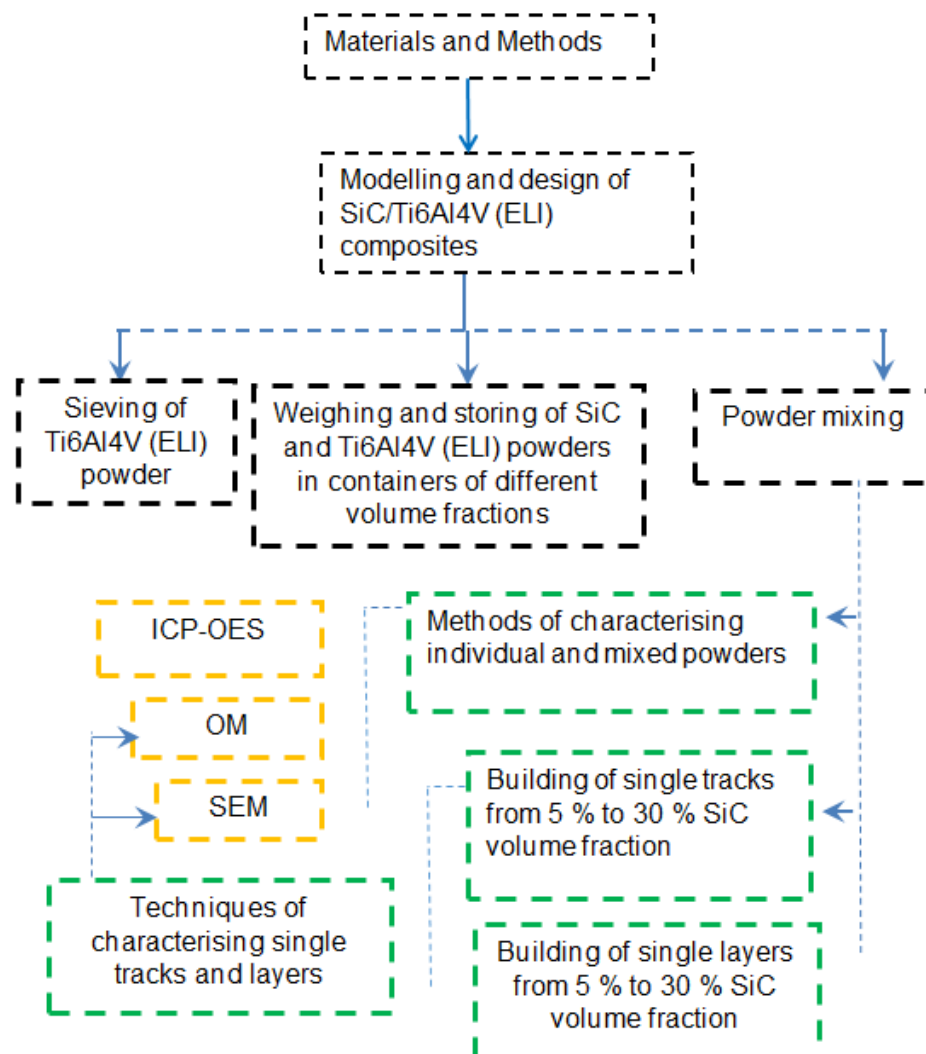 Materials and Methods
Modelling and design of
SiC/Ti6Al4V (ELI)
composites
Sieving of
Ti6Al4V (ELI)
powder
Weighing and storing of SiC
and Ti6Al4V (ELI) powders
in containers of different
volume fractions
Powder mixing
ICP-OES
OM
SEM
Methods of characterising
individual and mixed powders
Building of single tracks
from 5 % to 30 % SiC
volume fraction
Techniques of
characterising single
tracks and layers
Building of single layers
from 5 % to 30 % SiC
volume fraction